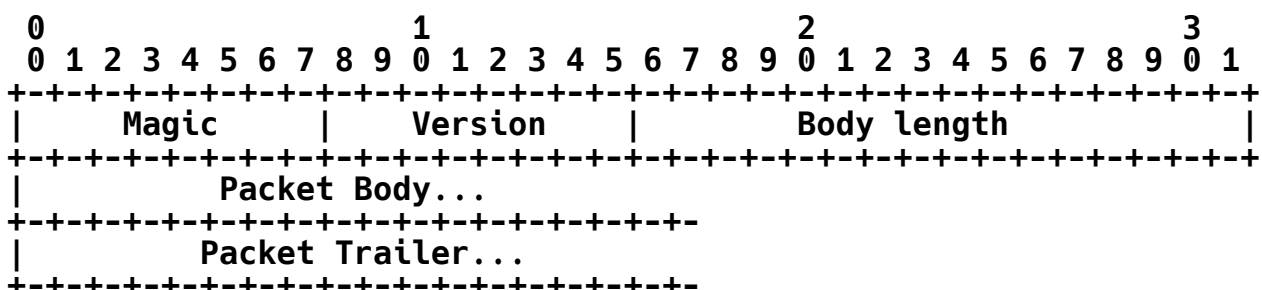 0                   1                   2                   3
 0 1 2 3 4 5 6 7 8 9 0 1 2 3 4 5 6 7 8 9 0 1 2 3 4 5 6 7 8 9 0 1
+-+-+-+-+-+-+-+-+-+-+-+-+-+-+-+-+-+-+-+-+-+-+-+-+-+-+-+-+-+-+-+-+
|     Magic     |    Version    |        Body length            |
+-+-+-+-+-+-+-+-+-+-+-+-+-+-+-+-+-+-+-+-+-+-+-+-+-+-+-+-+-+-+-+-+
|          Packet Body...
+-+-+-+-+-+-+-+-+-+-+-+-+-+-+-+-+-+-
|         Packet Trailer...
+-+-+-+-+-+-+-+-+-+-+-+-+-+-+-+-+-+-